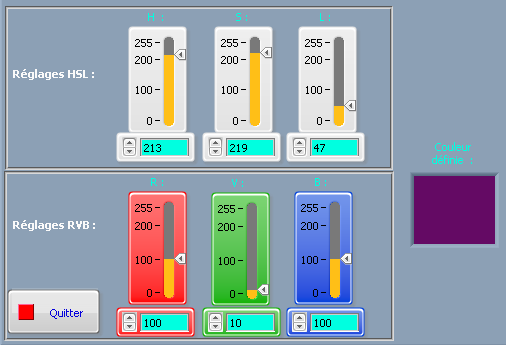 H : S : L :
Réglages HSL :
255 255 255
200 200 200
100 100 100
0 0 0
213 219 47
R : V : B :
Réglages RVB :
255 255 255
200 200 200
100 100 100
0 0 0
100 10 100
Quitter
Couleur
définie :